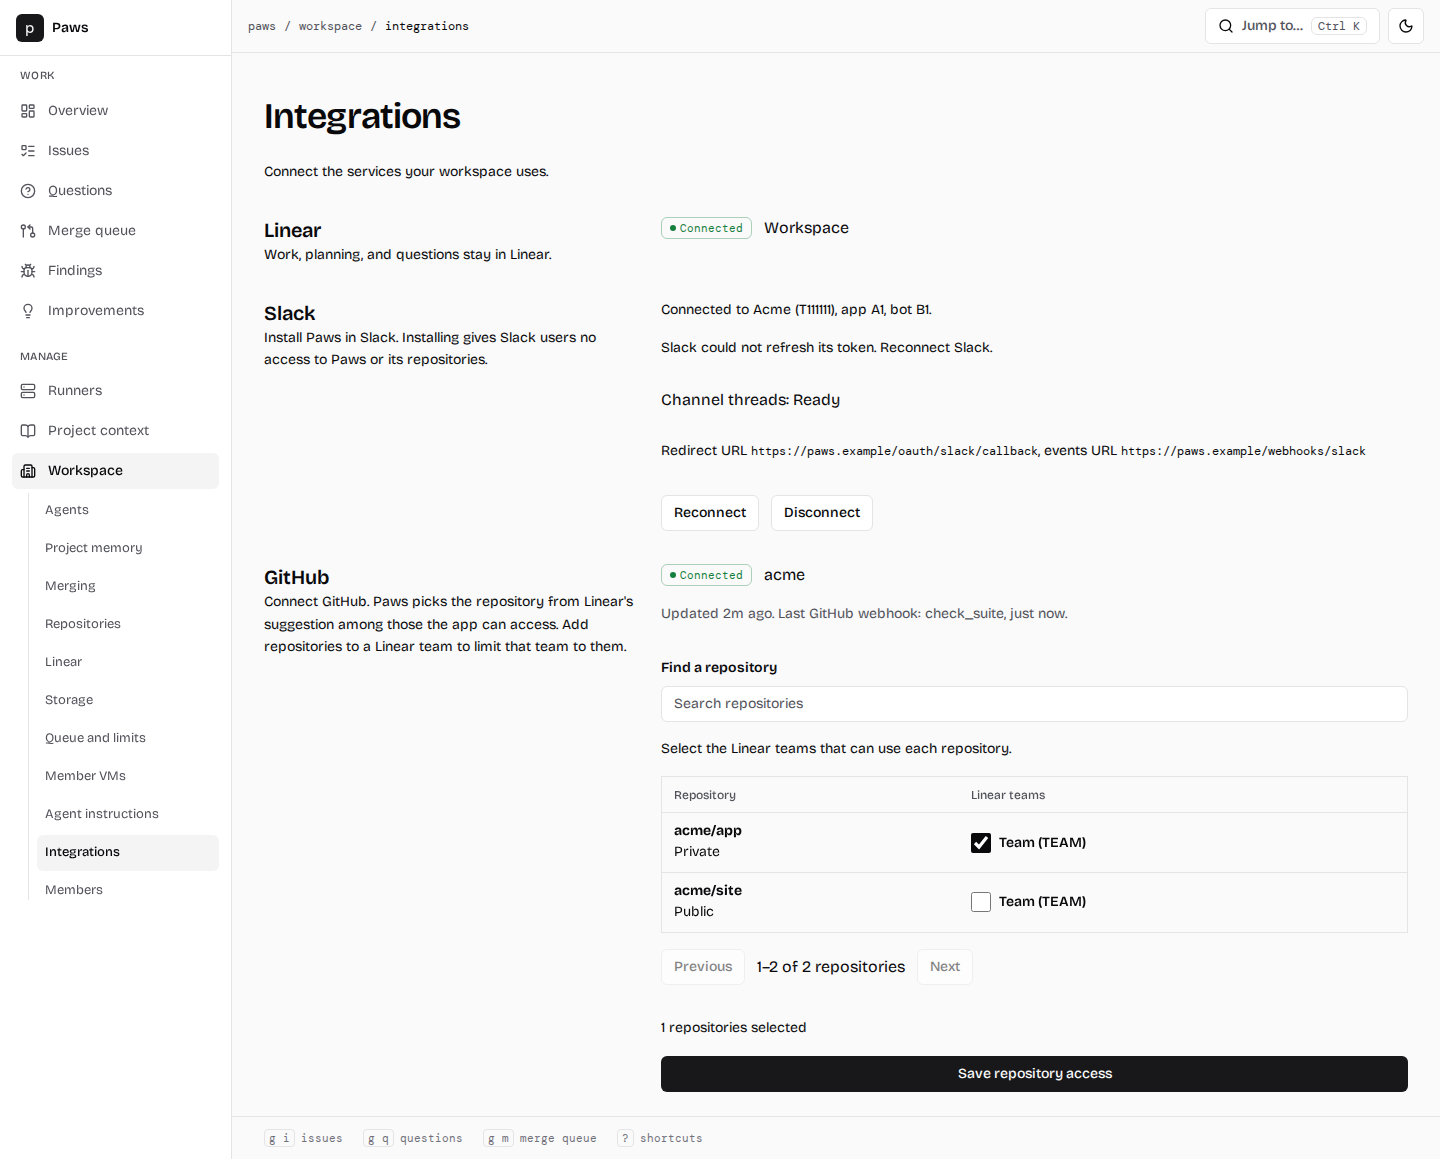 p Paws
paws / workspace / integrations
Jump to... Ctrl K
WORK
Overview
Issues
Questions
Merge queue
Findings
Improvements
MANAGE
Runners
Project context
Workspace
Agents
Project memory
Merging
Repositories
Linear
Storage
Queue and limits
Member VMs
Agent instructions
Integrations
Members
Integrations
Connect the services your workspace uses.
Linear
Work, planning, and questions stay in Linear.
Connected Workspace
Slack
Install Paws in Slack. Installing gives Slack users no
access to Paws or its repositories.
Connected to Acme (T111111), app A1, bot B1.
Slack could not refresh its token. Reconnect Slack.
Channel threads: Ready
Redirect URL https://paws.example/oauth/slack/callback, events URL https://paws.example/webhooks/slack
Reconnect Disconnect
GitHub
Connect GitHub. Paws picks the repository from Linear's
suggestion among those the app can access. Add
repositories to a Linear team to limit that team to them.
Connected acme
Updated 2m ago. Last GitHub webhook: check_suite, just now.
Find a repository
Search repositories
Select the Linear teams that can use each repository.
Repository Linear teams
acme/app
Private
Team (TEAM)
acme/site
Public
Team (TEAM)
Previous 1–2 of 2 repositories Next
1 repositories selected
Save repository access
g i issues g q questions g m merge queue ? shortcuts